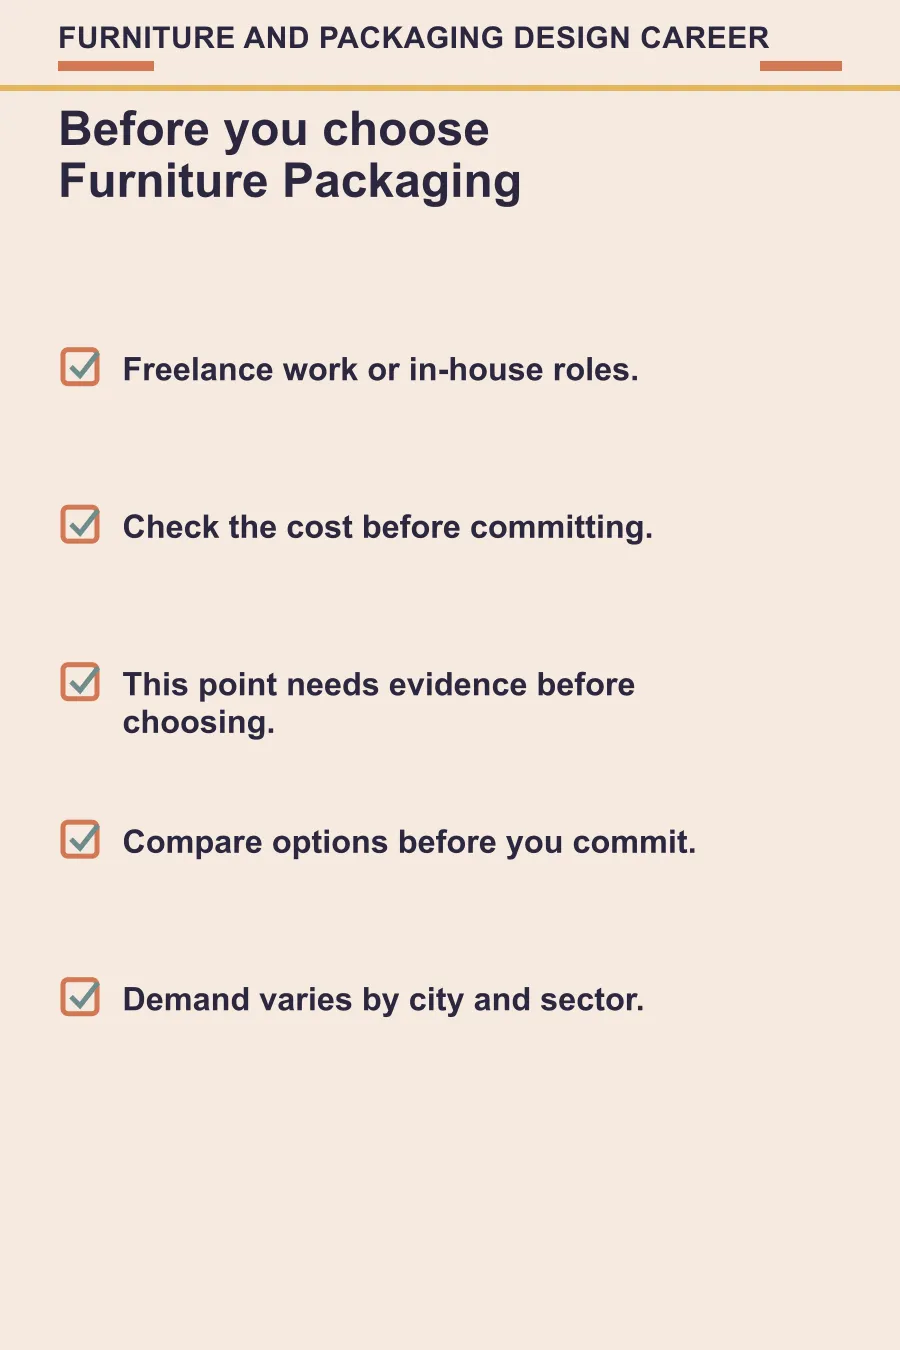 FURNITURE AND PACKAGING DESIGN CAREER
Before you choose
Furniture Packaging
Freelance work or in-house roles.
Check the cost before committing.
This point needs evidence before
choosing.
Compare options before you commit.
Demand varies by city and sector.